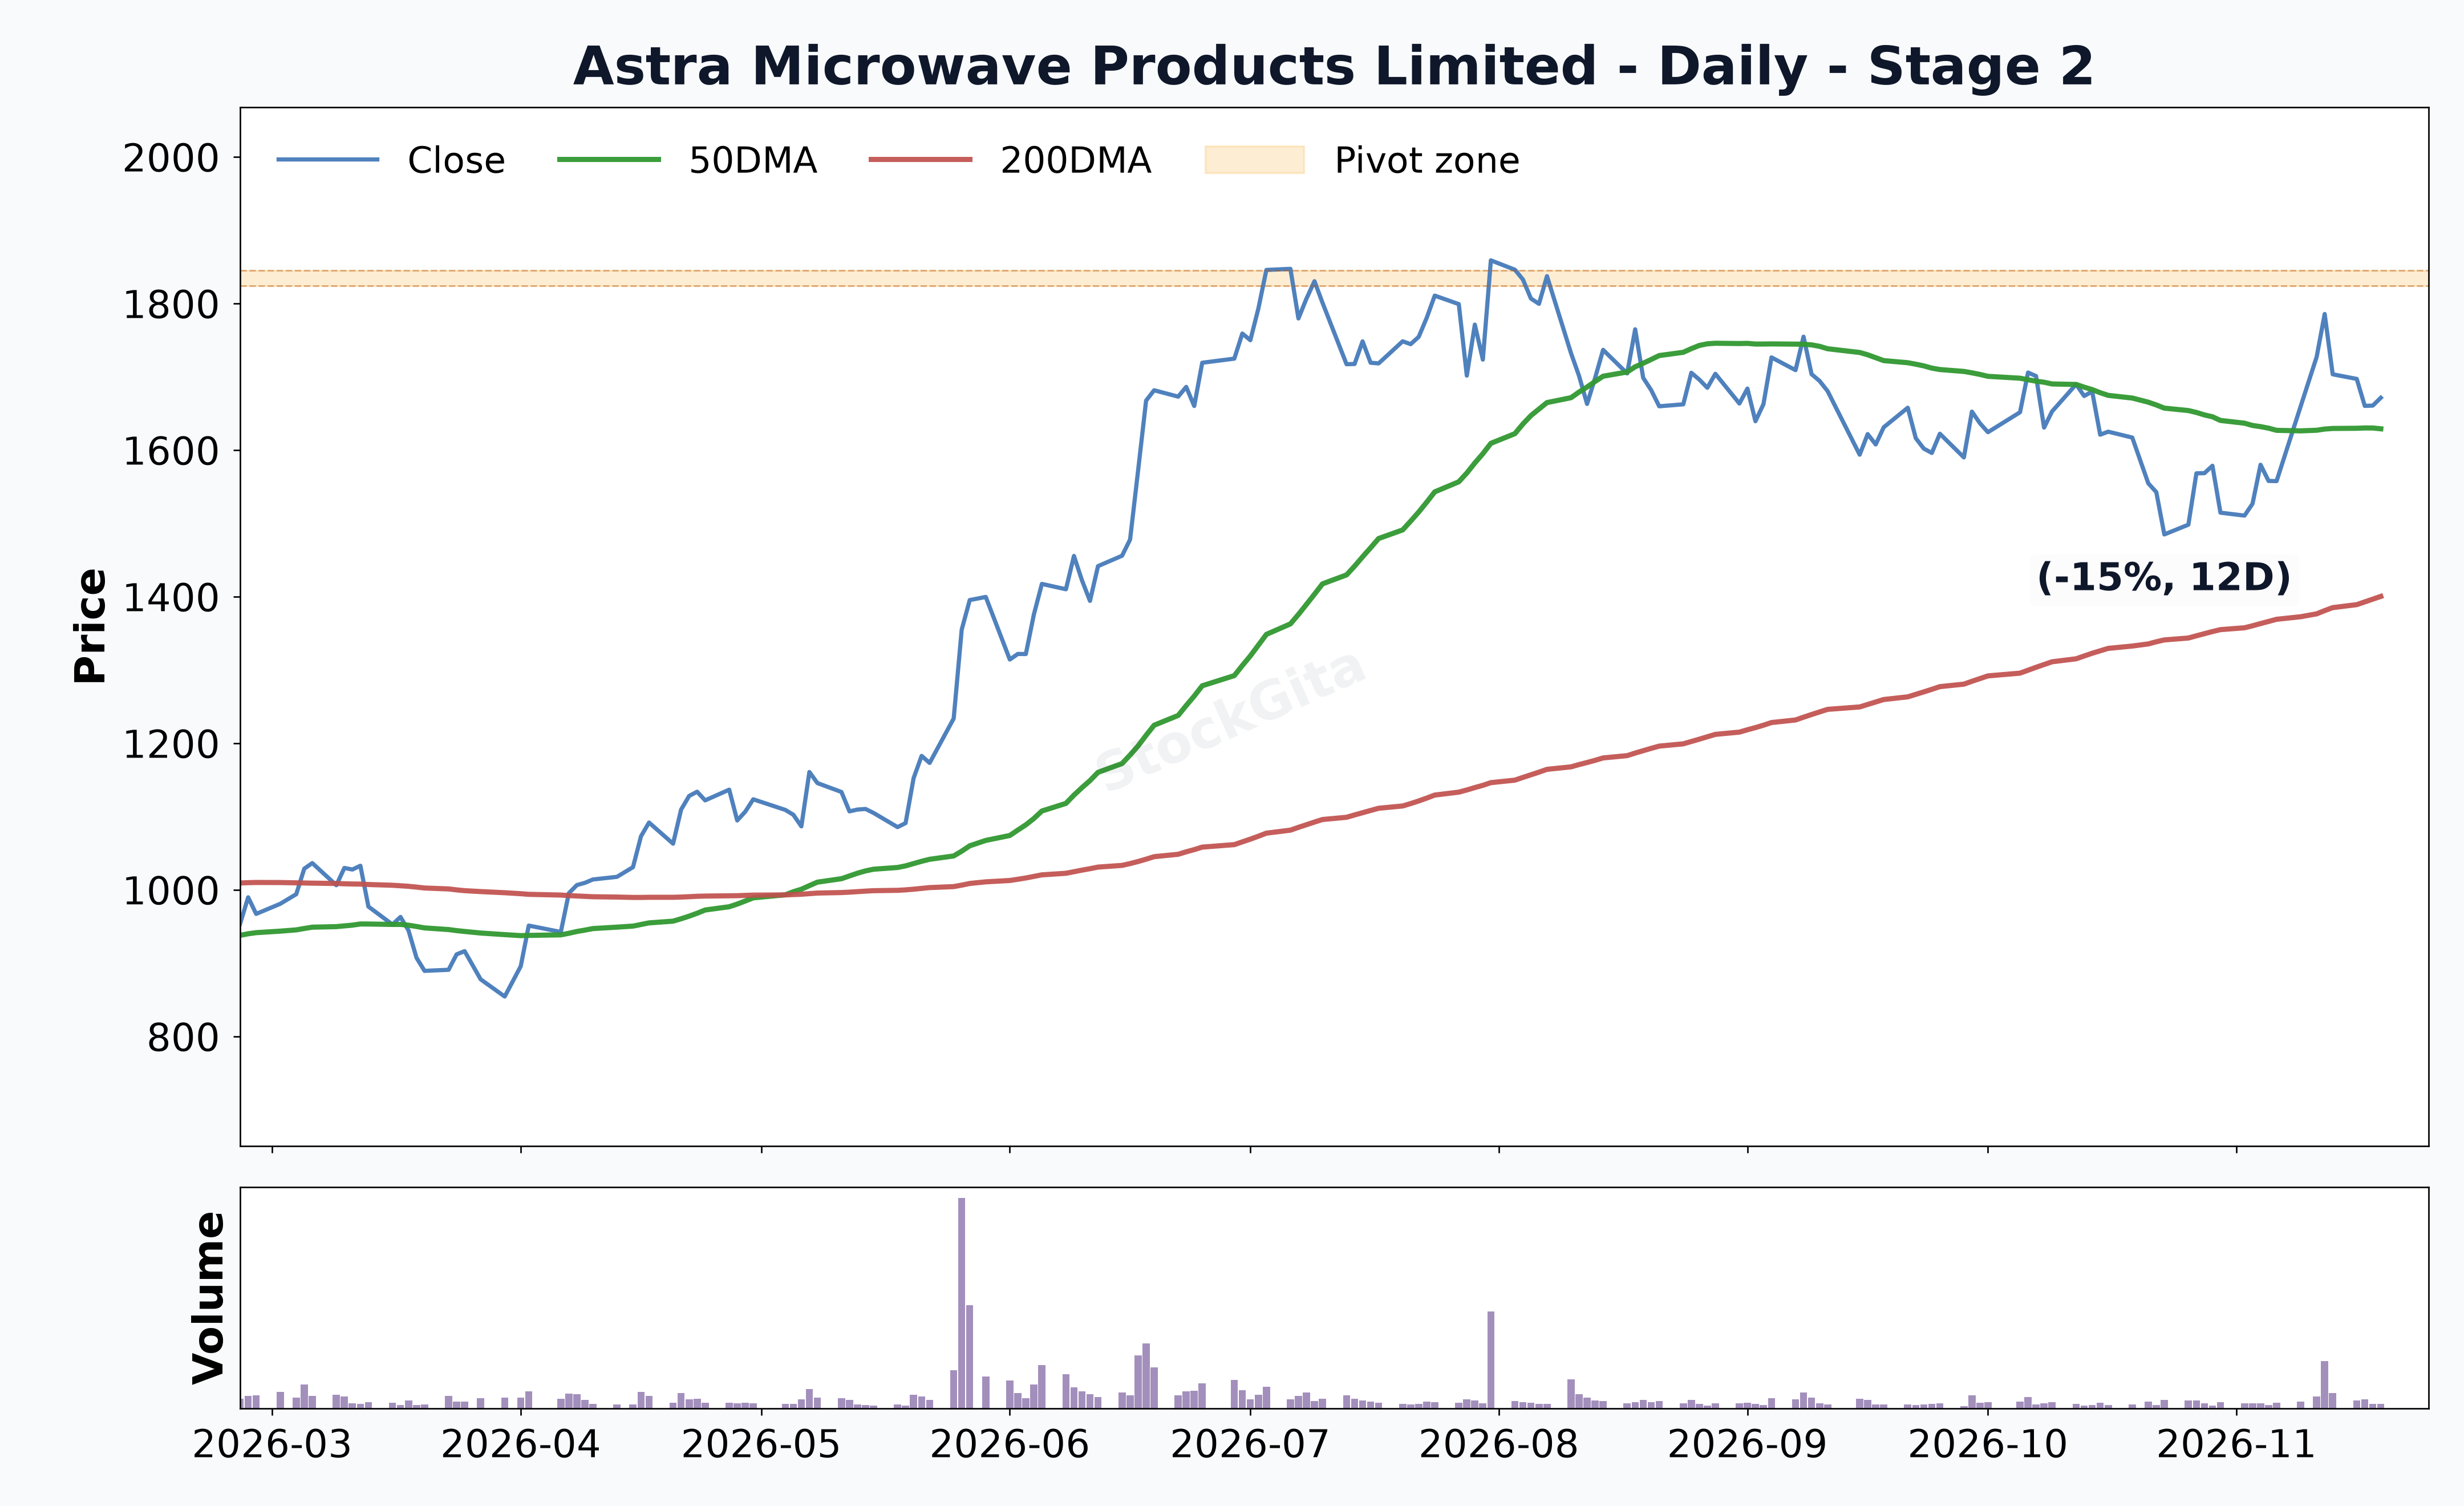 Astra Microwave Products Limited - Daily - Stage 2
Close 50DMA 200DMA Pivot zone
2000
1800
1600
1400
1200
1000
800
Price
(-15%, 12D)
StockGita
Volume
2026-03 2026-04 2026-05 2026-06 2026-07 2026-08 2026-09 2026-10 2026-11